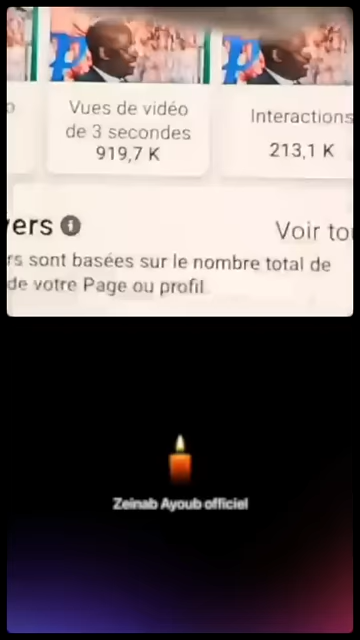 Vues de vidéo
de 3 secondes
919,7 K
Interactions
213,1 K
ers
Voir to
rs sont basées sur le nombre total de
de votre Page ou profil
Zeinab Ayoub officiel